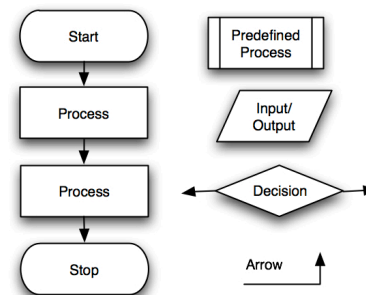 Start
Process
Process
Stop
Predefined
Process
Input/
Output
Decision
Arrow